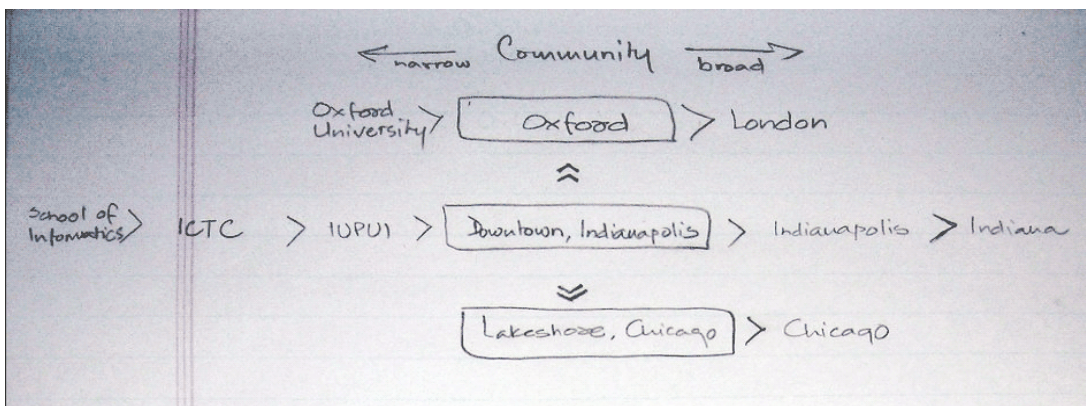 Community
narrow broad
Oxford
University > Oxford > London
School of
Informatics > ICTC > IUPUI > Downtown, Indianapolis > Indianapolis > Indiana
Lakeshore, Chicago > Chicago